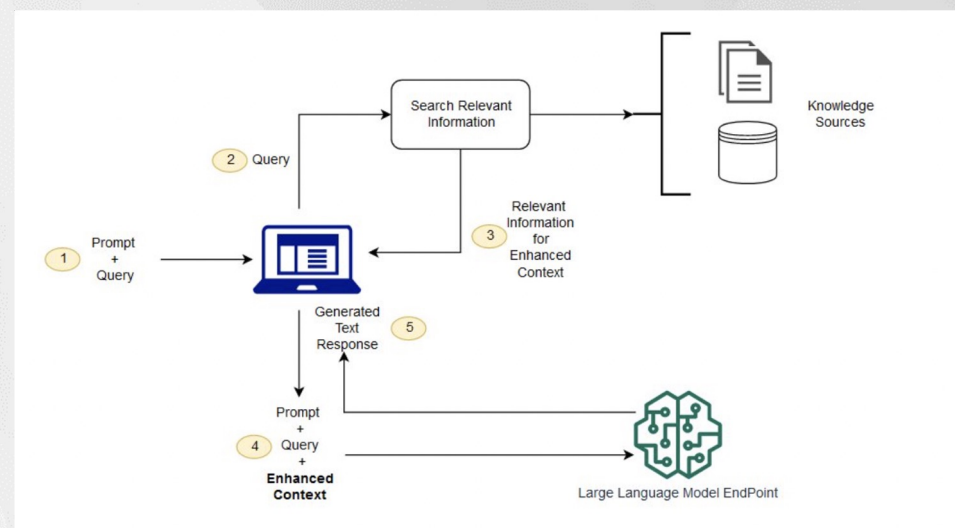 Search Relevant
Information
Knowledge
Sources
2 Query
Relevant
Information
for
Enhanced
Context
3
1
Prompt
+
Query
Generated
Text
Response
5
Prompt
+
4 Query
+
Enhanced
Context
Large Language Model EndPoint